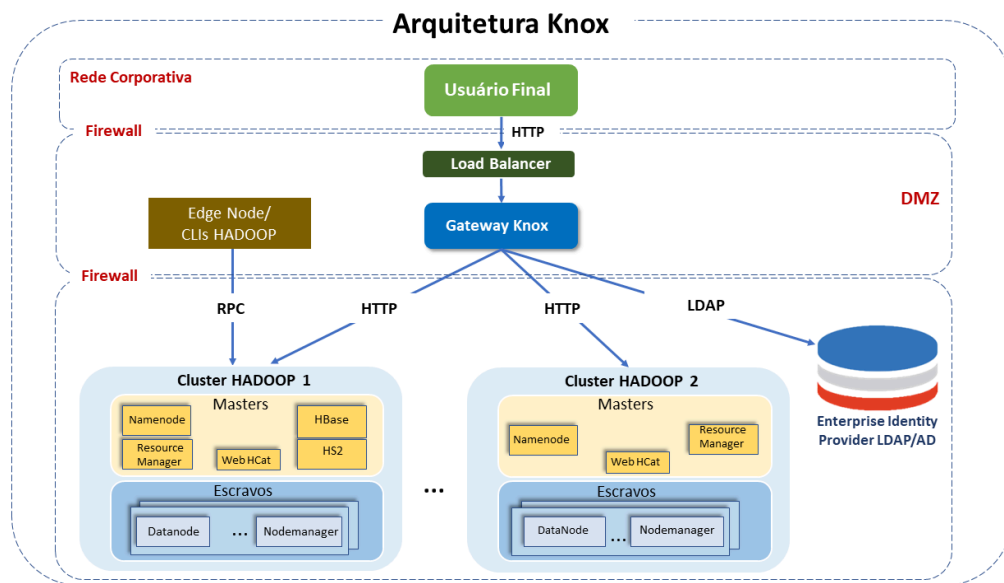 Arquitetura Knox
Rede Corporativa
Usuário Final
Firewall
HTTP
Load Balancer
DMZ
Edge Node/
CLIs HADOOP
Gateway Knox
Firewall
RPC
HTTP
HTTP
LDAP
Cluster HADOOP 1
Masters
Namenode
HBase
Resource
Manager
Web HCat
HS2
Escravos
Datanode
...
Nodemanager
...
Cluster HADOOP 2
Masters
Namenode
Resource
Manager
Web HCat
Escravos
DataNode
...
Nodemanager
Enterprise Identity
Provider LDAP/AD